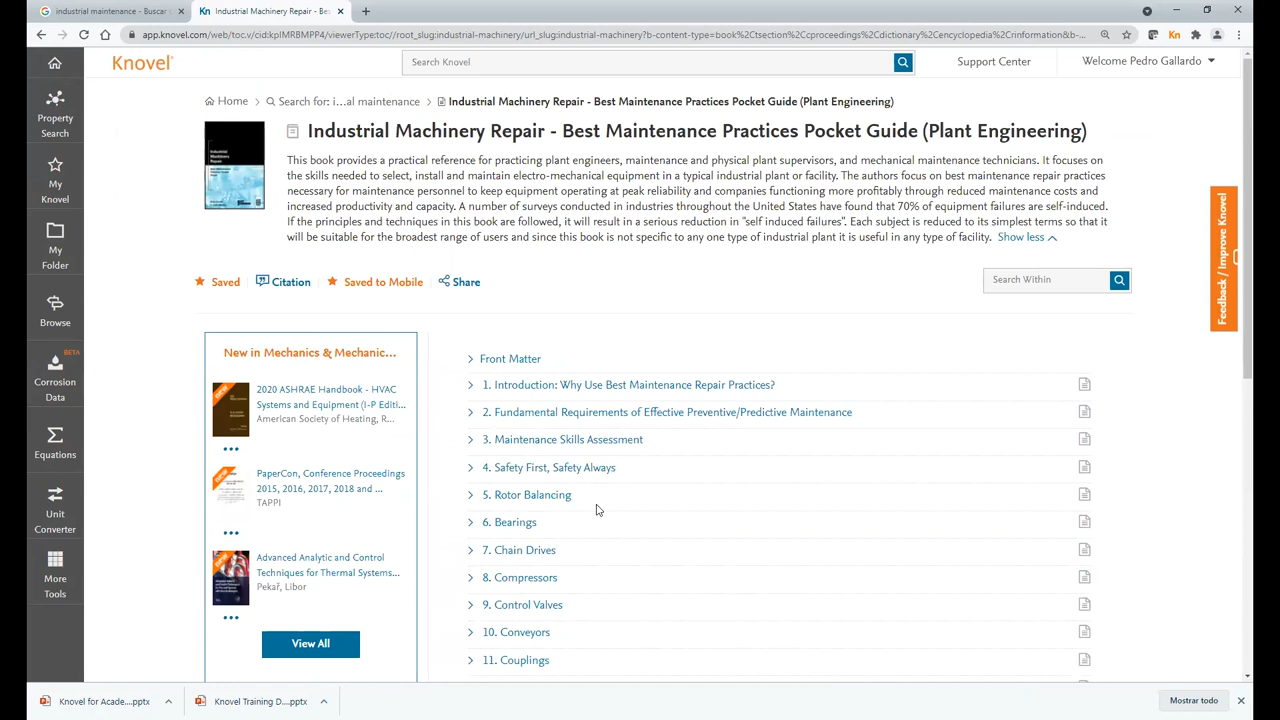 industrial maintenance - Buscar
Industrial Machinery Repair - Bes
app.knovel.com/web/toc.v/cid:kpIMRBMPP4/viewerType:toc//root_slug:industrial-machinery/url_slug:industrial-machinery?b-content-type=book%2Ctsection%2Ccproceedings%2Cdictionary%2Cencyclopedia%2Crinformation&b-...
Knovel
Search Knovel
Support Center
Welcome Pedro Gallardo
Home
Search for: i...al maintenance
Industrial Machinery Repair - Best Maintenance Practices Pocket Guide (Plant Engineering)
Industrial Machinery Repair - Best Maintenance Practices Pocket Guide (Plant Engineering)
This book provides a practical reference for practicing plant engineers, maintenance and physical plant supervisors, and mechanical maintenance technicians. It focuses on
the skills needed to select, install and maintain electro-mechanical equipment in a typical industrial plant or facility. The authors focus on best maintenance repair practices
necessary for maintenance personnel to keep equipment operating at peak reliability and companies functioning more profitably through reduced maintenance costs and
increased productivity and capacity. A number of surveys conducted in industries throughout the United States have found that 70% of equipment failures are self-induced.
If the principles and techniques in this book are followed, it will result in a serious reduction in "self induced failures". Each subject is reduced to its simplest terms so that it
will be suitable for the broadest range of users and since this book is not specific to any one type of industrial plant it is useful in any type of facility. Show less
Saved
Citation
Saved to Mobile
Share
Search Within
Property
Search
My
Knovel
My
Folder
Browse
BETA
Corrosion
Data
Equations
Unit
Converter
More
Tools
Feedback / Improve Knovel
New in Mechanics & Mechanic...
2020 ASHRAE Handbook - HVAC
Systems and Equipment (I-P Editi...
American Society of Heating, R...
PaperCon, Conference Proceedings
2015, 2016, 2017, 2018 and ...
TAPPI
Advanced Analytic and Control
Techniques for Thermal Systems...
Pekař, Libor
View All
Front Matter
1. Introduction: Why Use Best Maintenance Repair Practices?
2. Fundamental Requirements of Effective Preventive/Predictive Maintenance
3. Maintenance Skills Assessment
4. Safety First, Safety Always
5. Rotor Balancing
6. Bearings
7. Chain Drives
8. Compressors
9. Control Valves
10. Conveyors
11. Couplings
Knovel for Acade....pptx
Knovel Training D....pptx
Mostrar todo